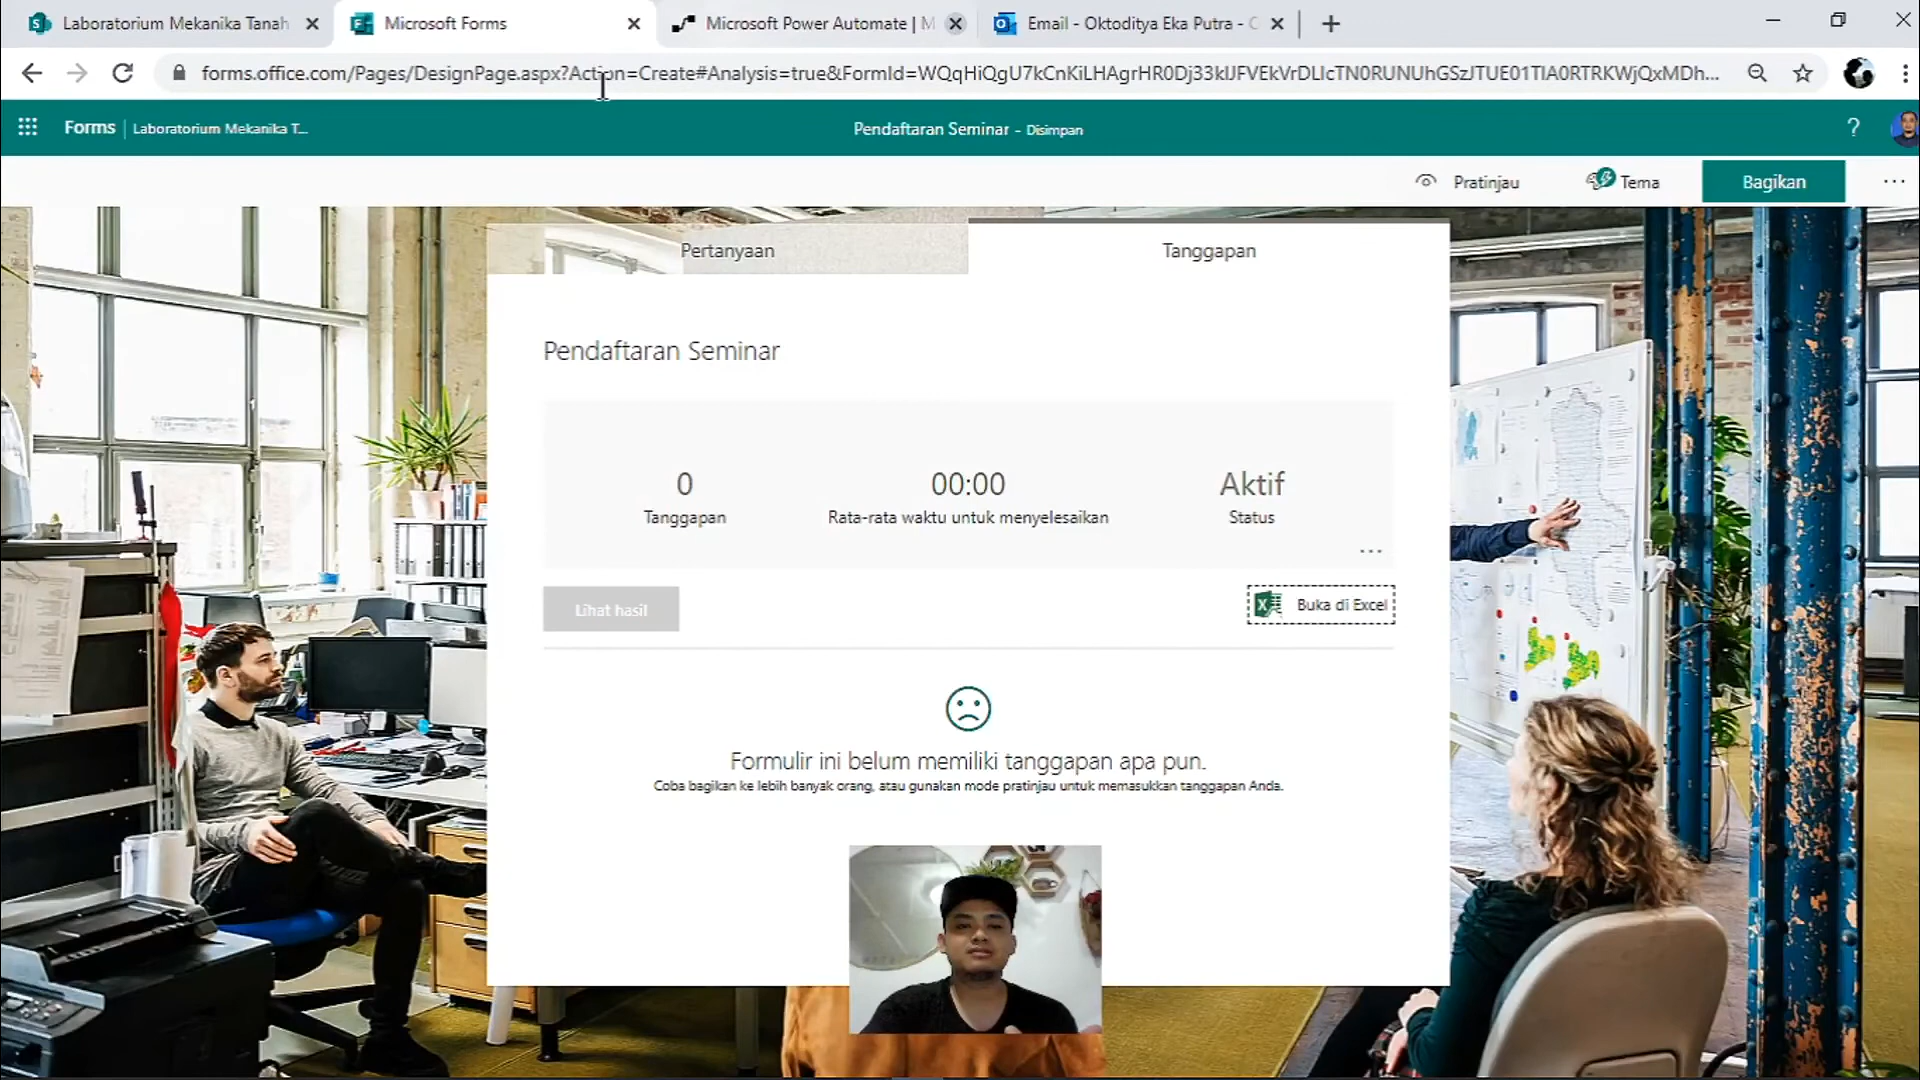 Laboratorium Mekanika Tanah
Microsoft Forms
Microsoft Power Automate | M
Email - Oktoditya Eka Putra - C
forms.office.com/Pages/DesignPage.aspx?Action=Create#Analysis=true&FormId=WQqHiQgU7kCnKiLHAgrHR0Dj33kIJFVEkVrDLIcTN0RUNUhGSzJTUE01TlA0RTRKWjQxMDh...
Forms
Laboratorium Mekanika T...
Pendaftaran Seminar - Disimpan
?
Pratinjau
Tema
Bagikan
Pertanyaan
Tanggapan
Pendaftaran Seminar
0
00:00
Aktif
Tanggapan
Rata-rata waktu untuk menyelesaikan
Status
Lihat hasil
Buka di Excel
Formulir ini belum memiliki tanggapan apa pun.
Coba bagikan ke lebih banyak orang, atau gunakan mode pratinjau untuk memasukkan tanggapan Anda.